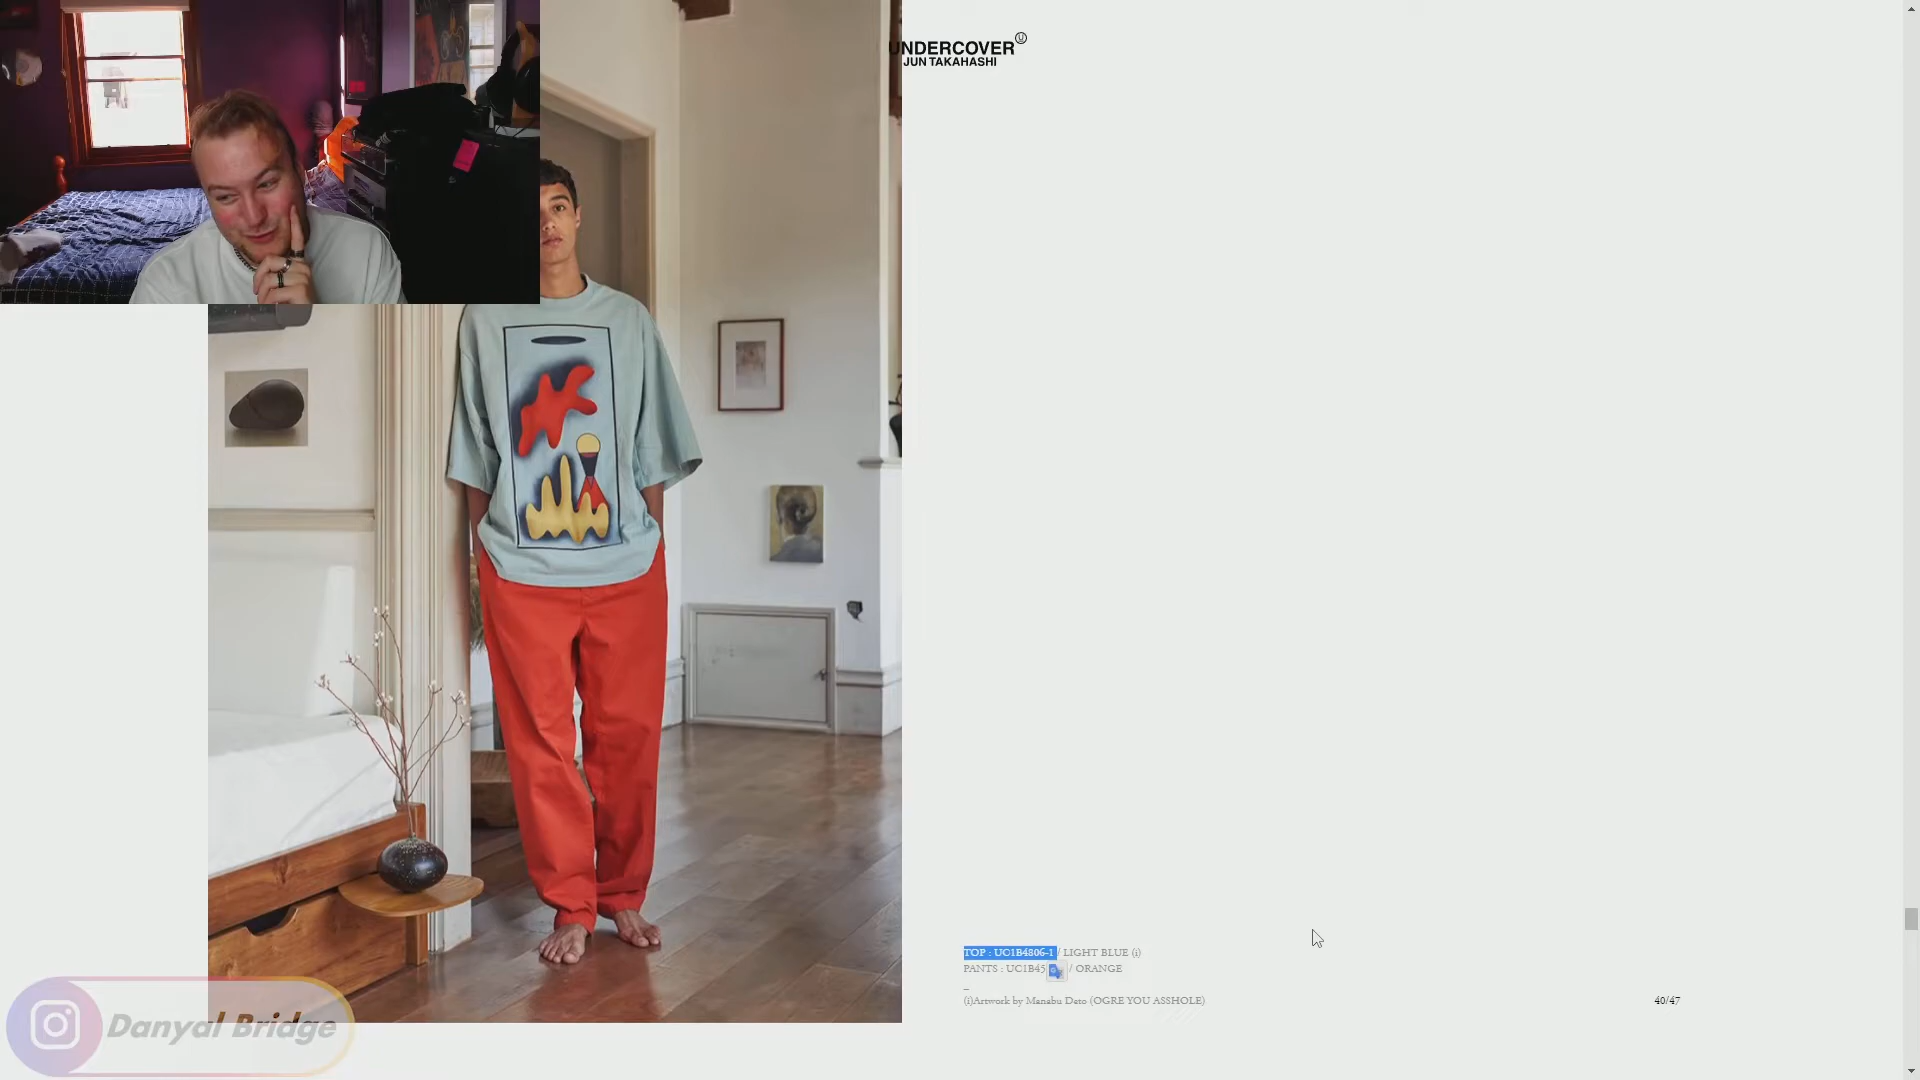 UNDERCOVER
JUN TAKAHASHI
TOP : UC1B4806-1 / LIGHT BLUE (i)
PANTS : UC1B45 / ORANGE
(i)Artwork by Manabu Deto (OGRE YOU ASSHOLE)
40/47
Danyal Bridge